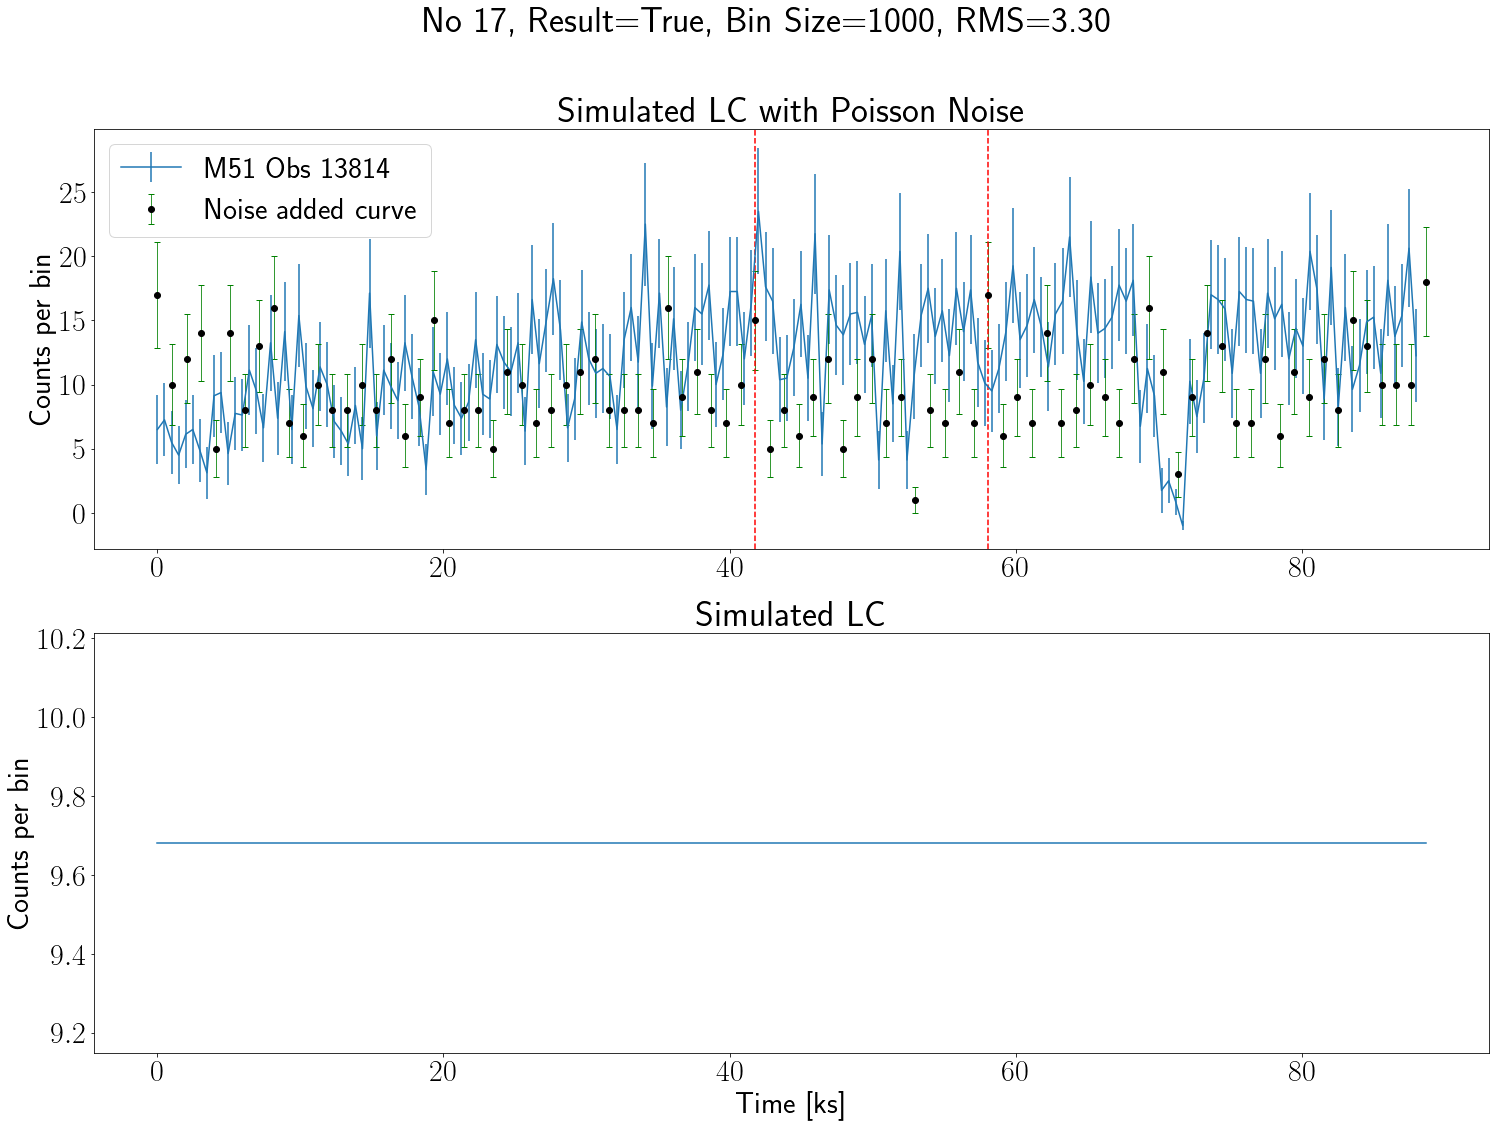 No 17, Result=True, Bin Size=1000, RMS=3.30
Simulated LC with Poisson Noise
M51 Obs 13814
Noise added curve
Counts per bin
25
20
15
10
5
0
0 20 40 60 80
Simulated LC
Counts per bin
10.2
10.0
9.8
9.6
9.4
9.2
0 20 40 60 80
Time [ks]